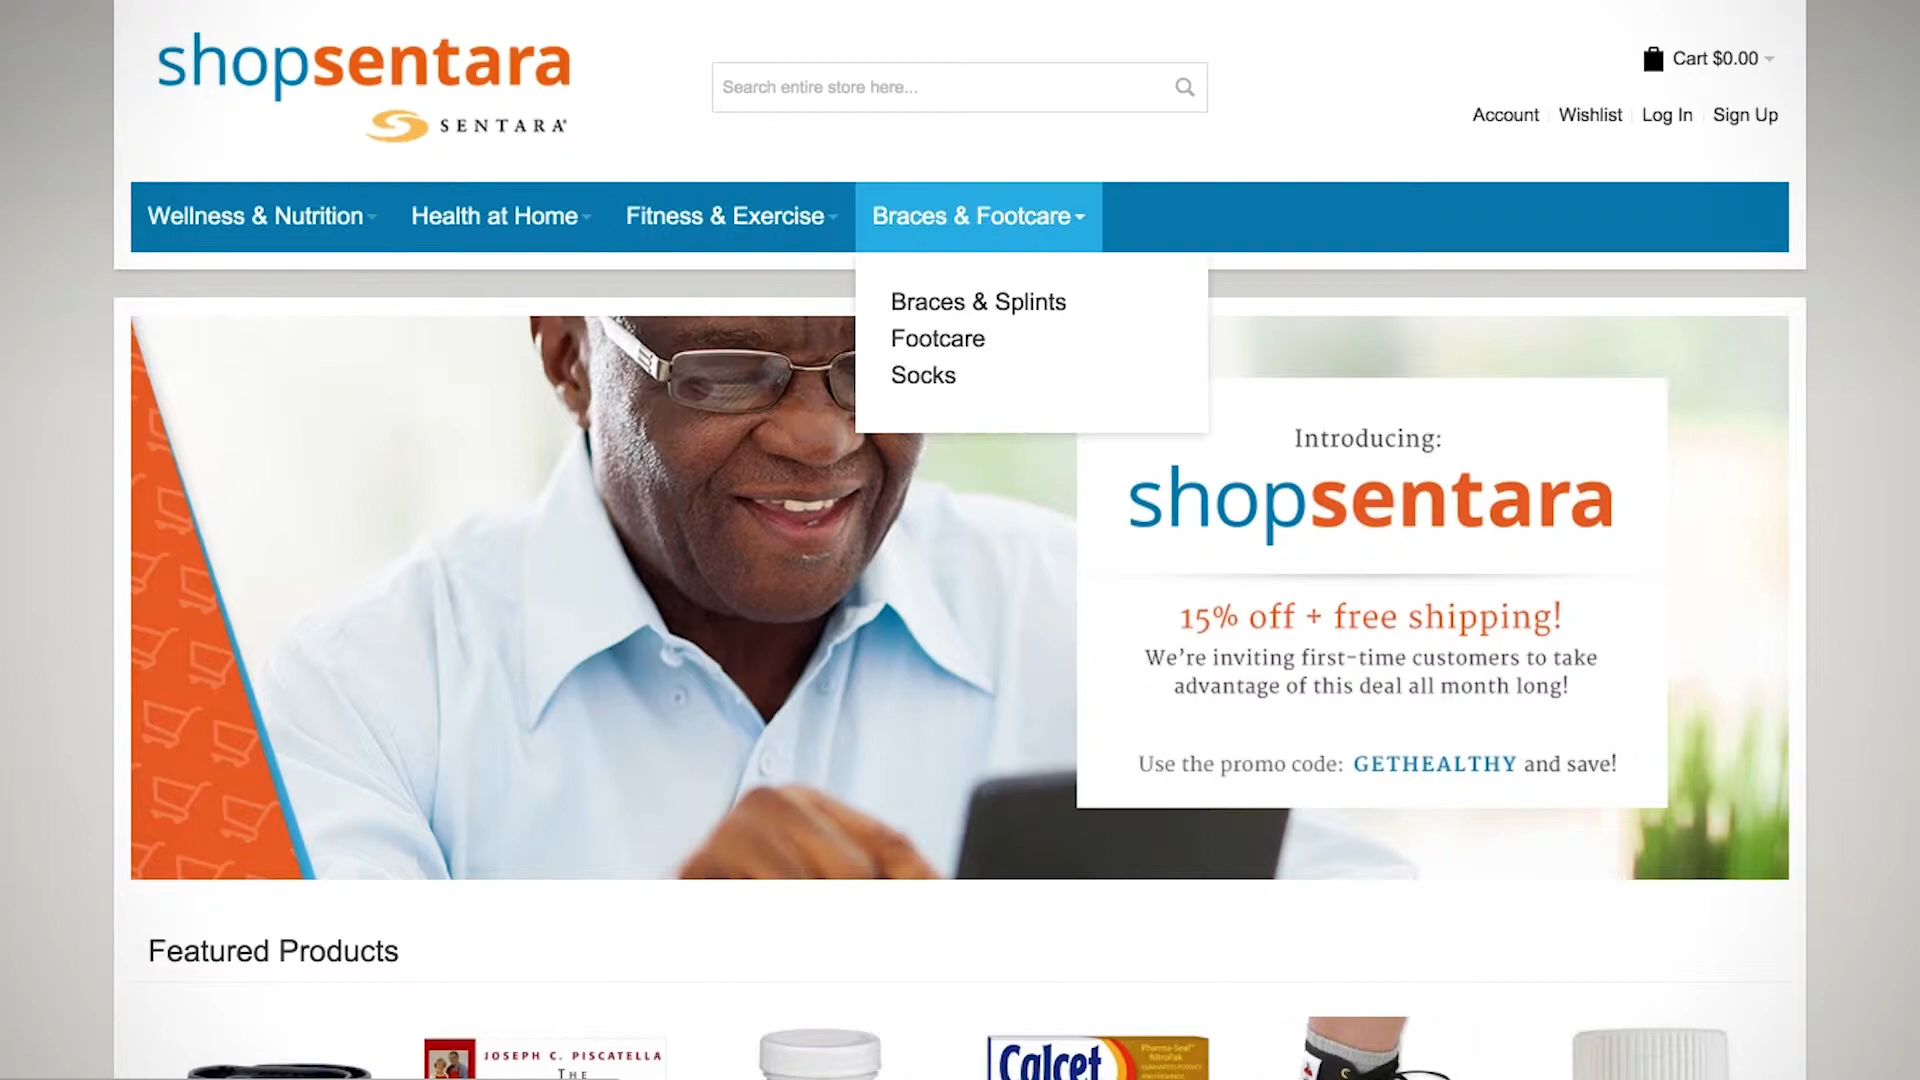 shopsentara
SENTARA®
Search entire store here...
Cart $0.00
Account
Wishlist
Log In
Sign Up
Wellness & Nutrition
Health at Home
Fitness & Exercise
Braces & Footcare
Braces & Splints
Footcare
Socks
Introducing:
shopsentara
15% off + free shipping!
We're inviting first-time customers to take
advantage of this deal all month long!
Use the promo code: GETHEALTHY and save!
Featured Products
JOSEPH C. PISCATELLA
THE
Calcet
Pharma-Seal™
NitroPak